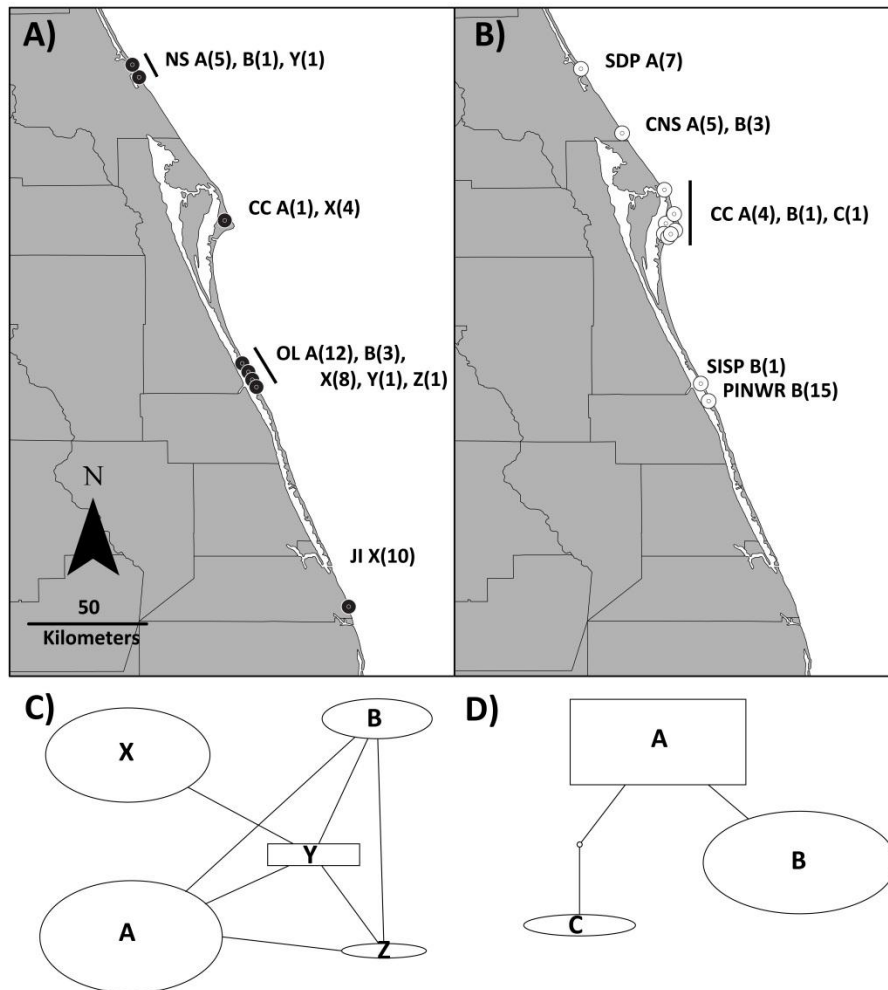 A)
NS A(5), B(1), Y(1)
CC A(1), X(4)
OL A(12), B(3),
X(8), Y(1), Z(1)
JI X(10)
N
50
Kilometers
B)
SDP A(7)
CNS A(5), B(3)
CC A(4), B(1), C(1)
SISP B(1)
PINWR B(15)
C)
X
B
Y
A
Z
D)
A
B
C